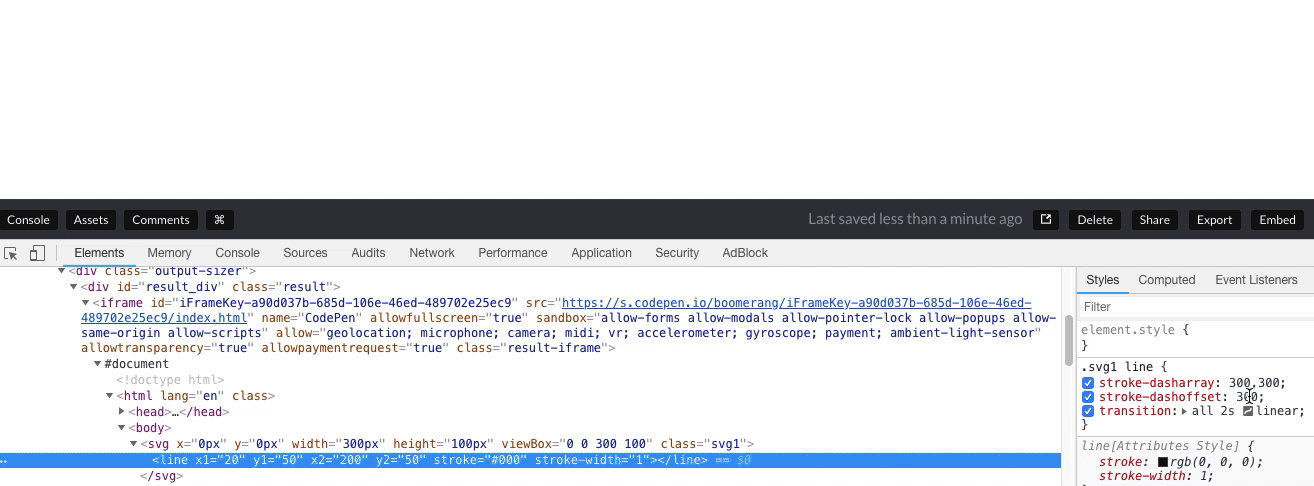 Console Assets Comments ⌘ Last saved less than a minute ago Delete Share Export Embed
Elements Memory Console Sources Audits Network Performance Application Security AdBlock
<div class="output-sizer">
<div id="result_div" class="result">
<iframe id="iFrameKey-a90d037b-685d-106e-46ed-489702e25ec9" src="https://s.codepen.io/boomerang/iFrameKey-a90d037b-685d-106e-46ed-
489702e25ec9/index.html" name="CodePen" allowfullscreen="true" sandbox="allow-forms allow-modals allow-pointer-lock allow-popups allow-
same-origin allow-scripts" allow="geolocation; microphone; camera; midi; vr; accelerometer; gyroscope; payment; ambient-light-sensor"
allowtransparency="true" allowpaymentrequest="true" class="result-iframe">
#document
<!doctype html>
<html lang="en" class>
<head>…</head>
<body>
<svg x="0px" y="0px" width="300px" height="100px" viewBox="0 0 300 100" class="svg1">
<line x1="20" y1="50" x2="200" y2="50" stroke="#000" stroke-width="1"></line> == $0
</svg>
Styles Computed Event Listeners
Filter
element.style {
}
.svg1 line {
stroke-dasharray: 300,300;
stroke-dashoffset: 300;
transition: all 2s linear;
}
line[Attributes Style] {
stroke: rgb(0, 0, 0);
stroke-width: 1;